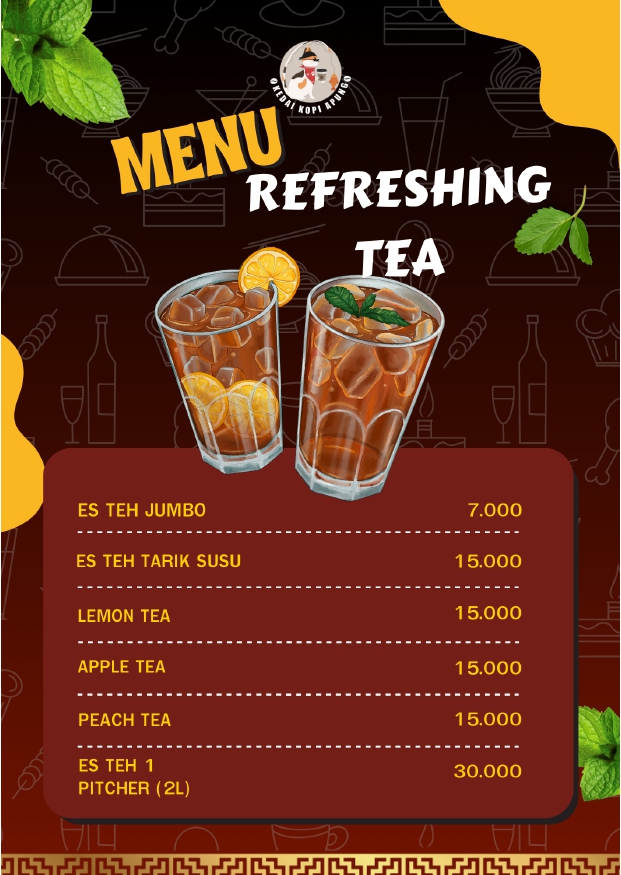 KEDAI KOPI APUNGO
MENU
REFRESHING
TEA
ES TEH JUMBO 7.000
ES TEH TARIK SUSU 15.000
LEMON TEA 15.000
APPLE TEA 15.000
PEACH TEA 15.000
ES TEH 1 30.000
PITCHER (2L)